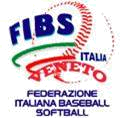 FIBS
ITALIA
VENETO
FEDERAZIONE
ITALIANA BASEBALL
SOFTBALL